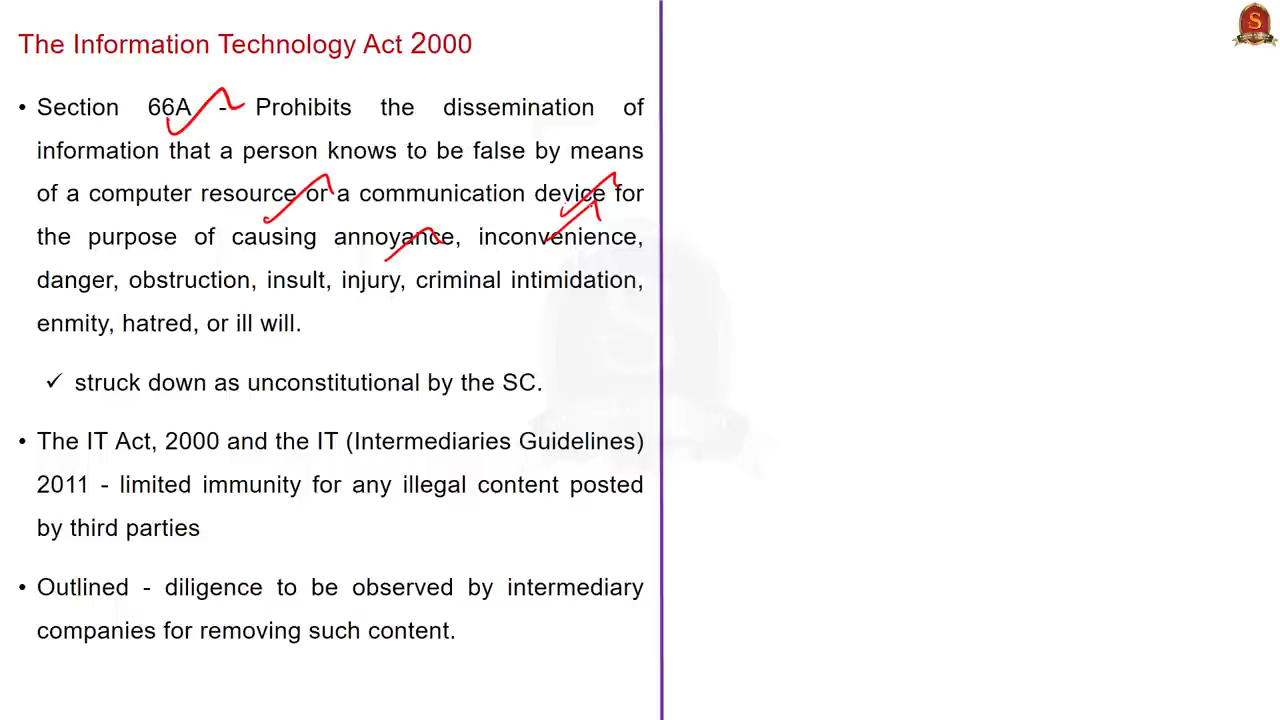 The Information Technology Act 2000
• Section 66A - Prohibits the dissemination of
information that a person knows to be false by means
of a computer resource or a communication device for
the purpose of causing annoyance, inconvenience,
danger, obstruction, insult, injury, criminal intimidation,
enmity, hatred, or ill will.
✓ struck down as unconstitutional by the SC.
• The IT Act, 2000 and the IT (Intermediaries Guidelines)
2011 - limited immunity for any illegal content posted
by third parties
• Outlined - diligence to be observed by intermediary
companies for removing such content.
S